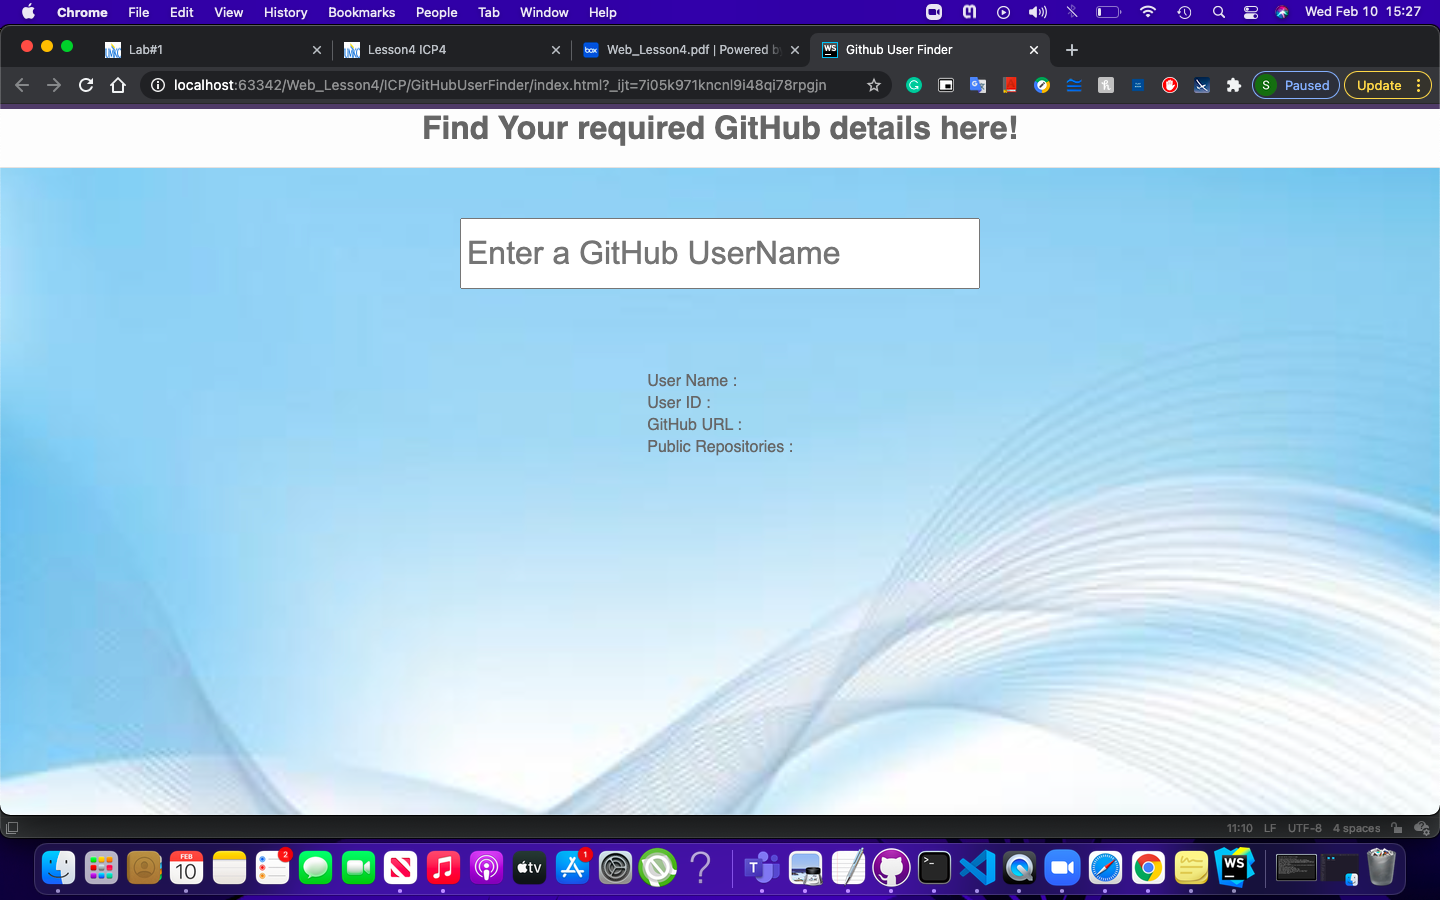 Chrome File Edit View History Bookmarks People Tab Window Help Wed Feb 10 15:27
Lab#1 Lesson4 ICP4 Web_Lesson4.pdf | Powered b Github User Finder
localhost:63342/Web_Lesson4/ICP/GitHubUserFinder/index.html?_ijt=7i05k971kncnl9i48qi78rpgjn S Paused Update
Find Your required GitHub details here!
Enter a GitHub UserName
User Name :
User ID :
GitHub URL :
Public Repositories :
11:10 LF UTF-8 4 spaces
FEB
10
2
tv
1
WS